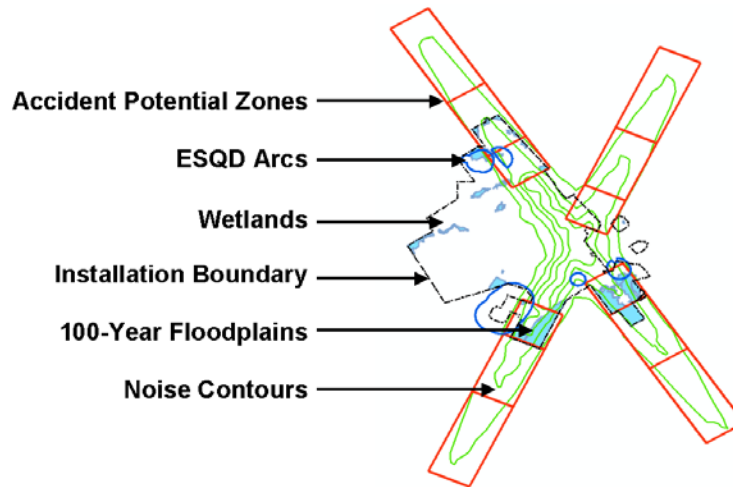 Accident Potential Zones
ESQD Arcs
Wetlands
Installation Boundary
100-Year Floodplains
Noise Contours